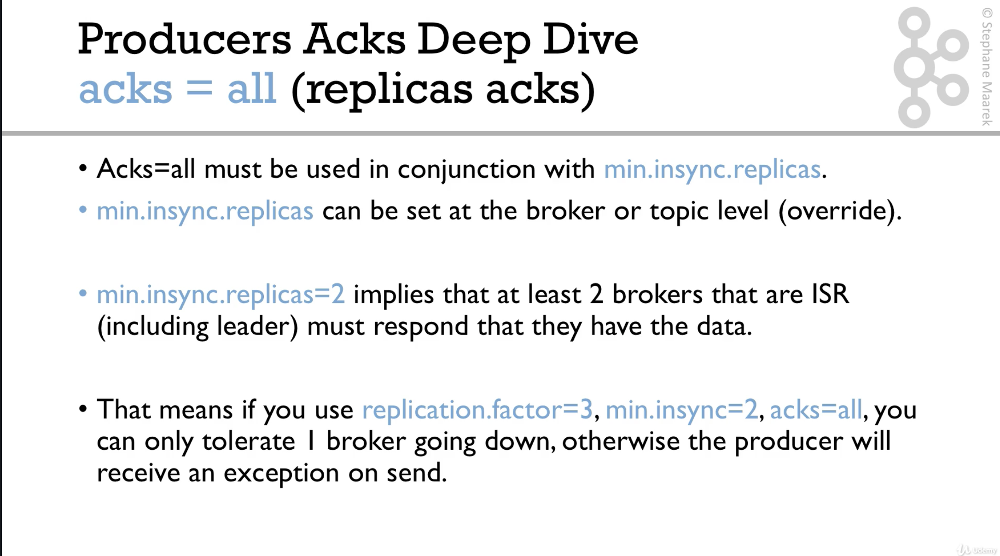 Producers Acks Deep Dive
acks = all (replicas acks)
© Stephane Maarek
• Acks=all must be used in conjunction with min.insync.replicas.
• min.insync.replicas can be set at the broker or topic level (override).
• min.insync.replicas=2 implies that at least 2 brokers that are ISR
(including leader) must respond that they have the data.
• That means if you use replication.factor=3, min.insync=2, acks=all, you
can only tolerate 1 broker going down, otherwise the producer will
receive an exception on send.
Udemy